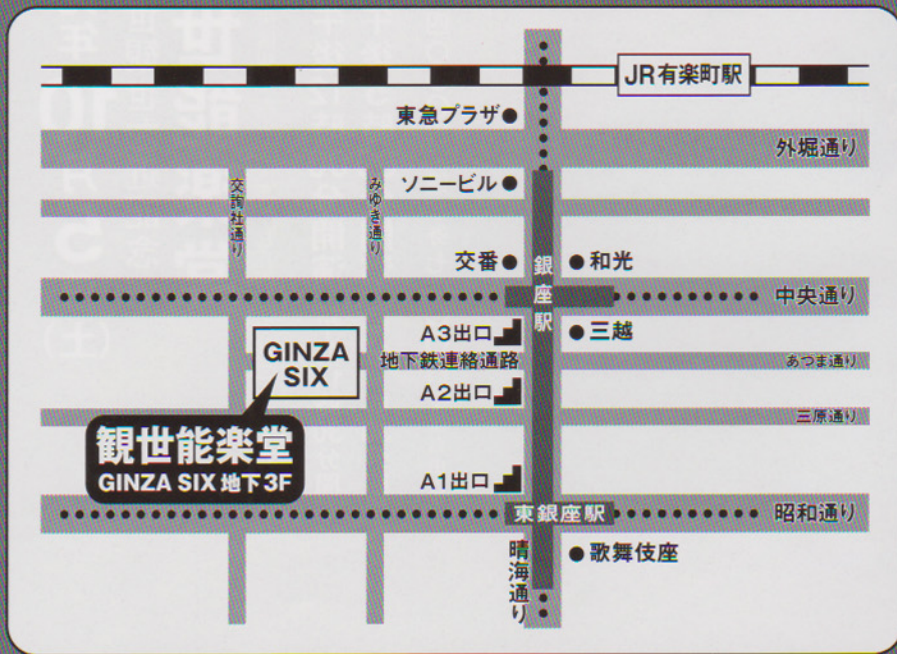 JR有楽町駅
東急プラザ
外堀通り
ソニービル
交詢社通り
みゆき通り
交番
銀座駅
和光
中央通り
A3出口
三越
GINZA
SIX
地下鉄連絡通路
あづま通り
A2出口
三原通り
観世能楽堂
GINZA SIX 地下3F
A1出口
東銀座駅
昭和通り
晴海通り
歌舞伎座